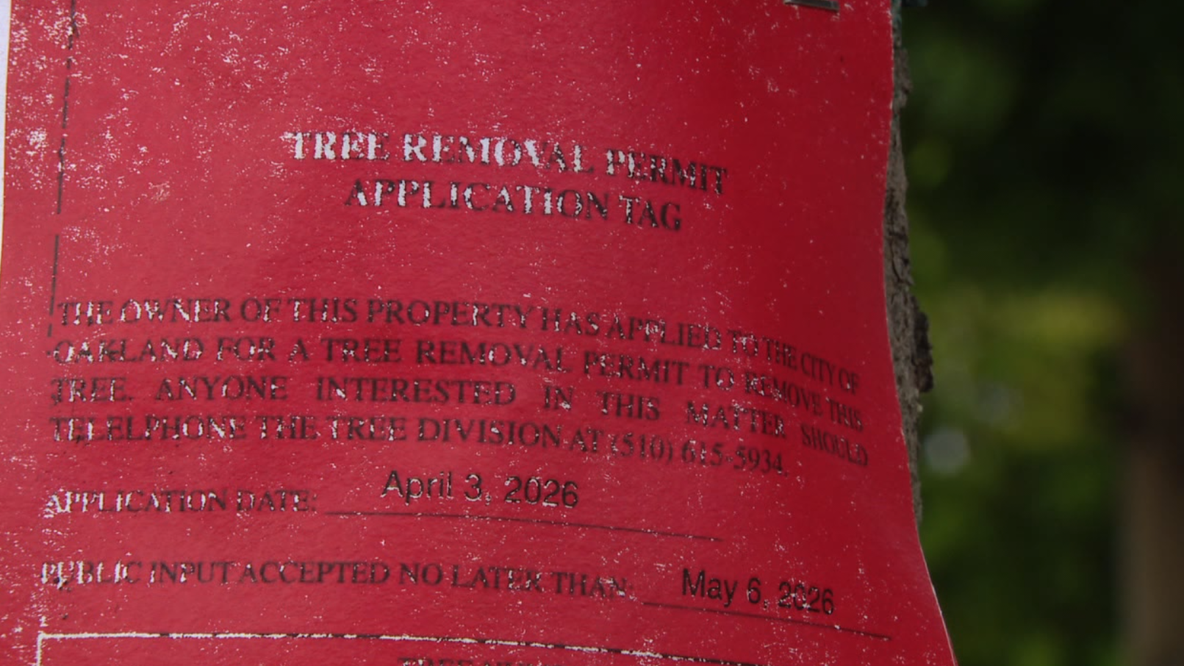 TREE REMOVAL PERMIT
APPLICATION TAG
THE OWNER OF THIS PROPERTY HAS APPLIED TO THE CITY OF
OAKLAND FOR A TREE REMOVAL PERMIT TO REMOVE THIS
TREE. ANYONE INTERESTED IN THIS MATTER SHOULD
TELELPHONE THE TREE DIVISION AT (510) 615-5934.
APPLICATION DATE: April 3, 2026
PUBLIC INPUT ACCEPTED NO LATER THAN: May 6, 2026